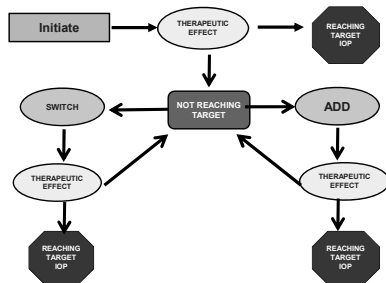 Initiate
THERAPEUTIC
EFFECT
REACHING
TARGET
IOP
SWITCH
NOT REACHING
TARGET
ADD
THERAPEUTIC
EFFECT
THERAPEUTIC
EFFECT
REACHING
TARGET
IOP
REACHING
TARGET
IOP